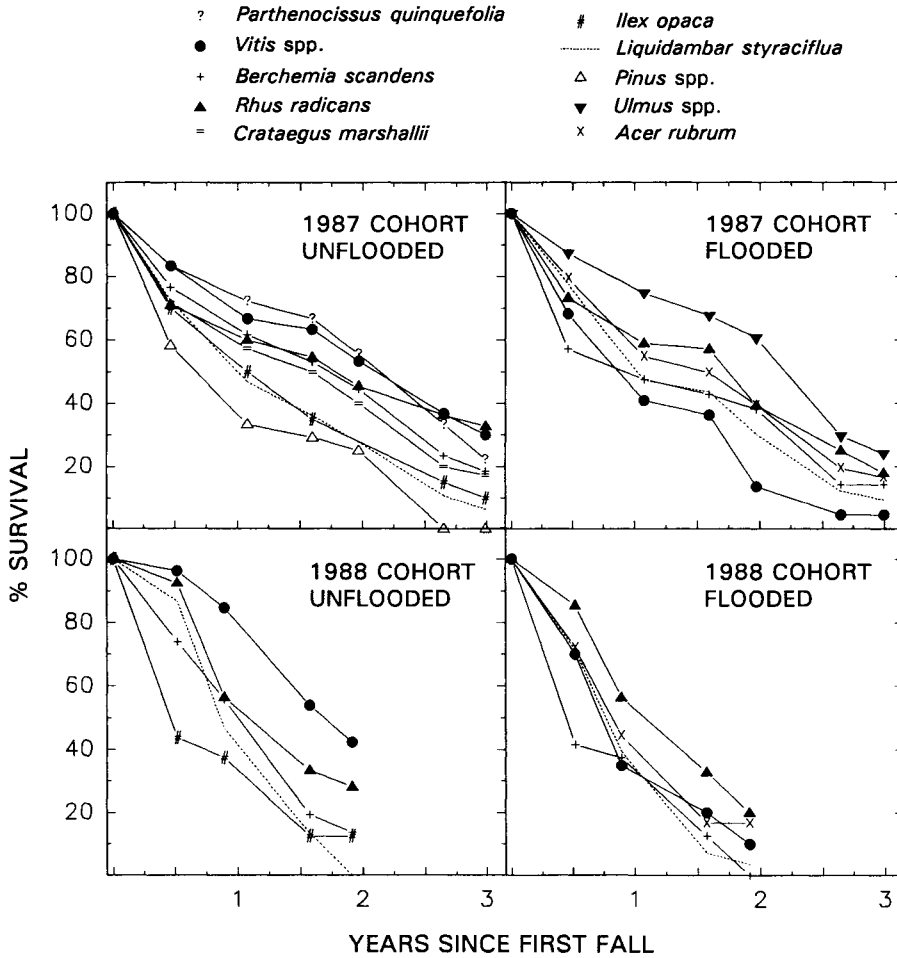 ? Parthenocissus quinquefolia
● Vitis spp.
+ Berchemia scandens
▲ Rhus radicans
= Crataegus marshallii
# Ilex opaca
Liquidambar styraciflua
△ Pinus spp.
▼ Ulmus spp.
x Acer rubrum
% SURVIVAL
1987 COHORT
UNFLOODED
100
80
60
40
20
1987 COHORT
FLOODED
1988 COHORT
UNFLOODED
100
80
60
40
20
1 2 3
1988 COHORT
FLOODED
1 2 3
YEARS SINCE FIRST FALL